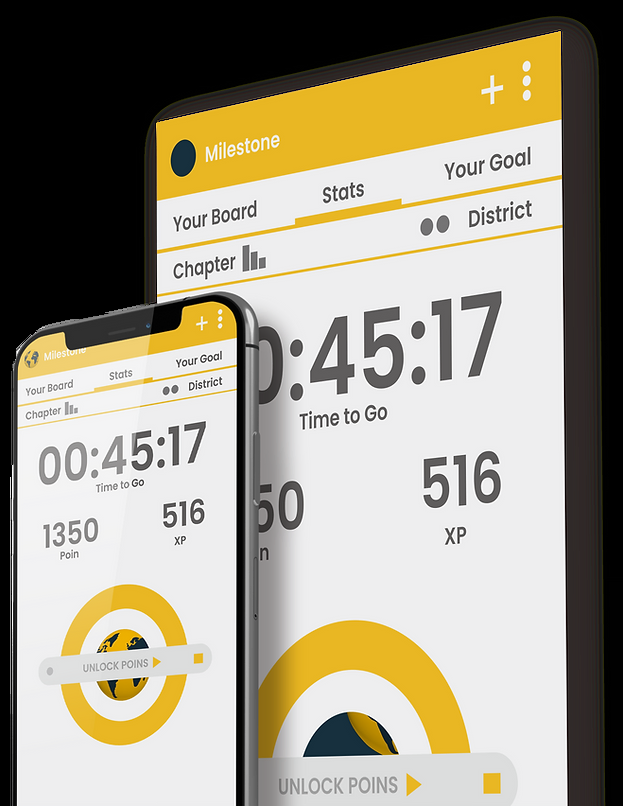 +
Milestone
Your Goal
Stats
Your Board
District
Chapter
0:45:17
Time to Go
516
50
XP
n
UNLOCK POINS
+
Milestone
Your Goal
Stats
Your Board
District
Chapter
00:45:17
Time to Go
516
1350
XP
Poin
UNLOCK POINS